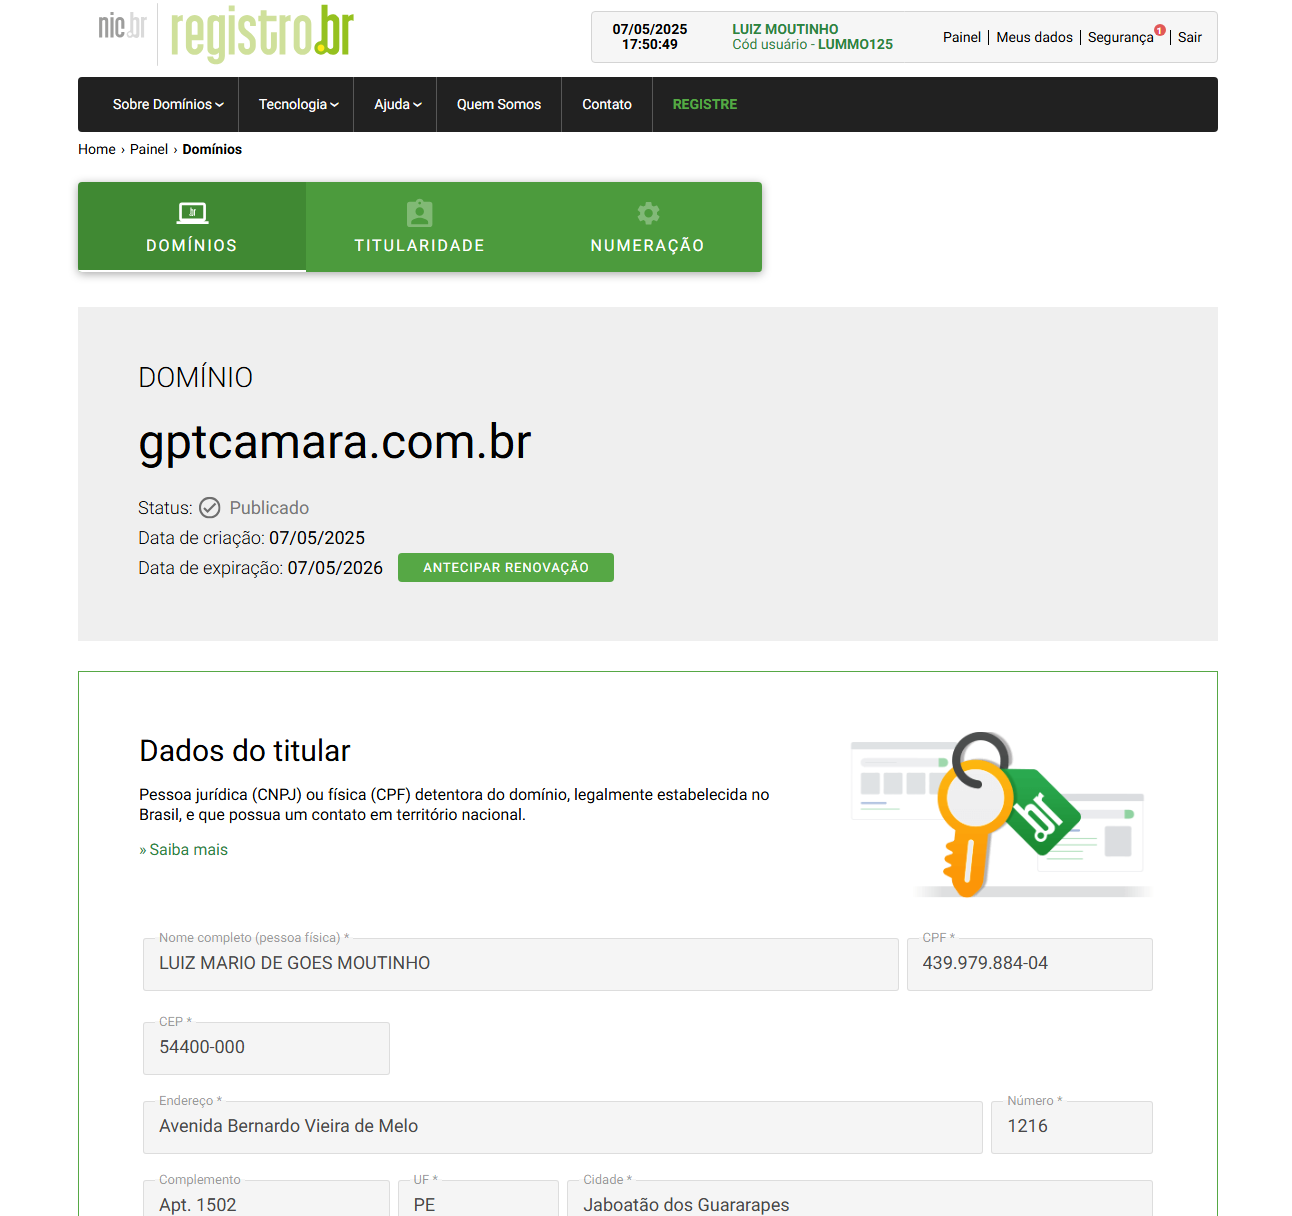 nic.br registro.br
07/05/2025
17:50:49
LUIZ MOUTINHO
Cód usuário - LUMMO125
Painel | Meus dados | Segurança 1 | Sair
Sobre Domínios Tecnologia Ajuda Quem Somos Contato REGISTRE
Home › Painel › Domínios
br
DOMÍNIOS TITULARIDADE NUMERAÇÃO
DOMÍNIO
gptcamara.com.br
Status: Publicado
Data de criação: 07/05/2025
Data de expiração: 07/05/2026 ANTECIPAR RENOVAÇÃO
Dados do titular
Pessoa jurídica (CNPJ) ou física (CPF) detentora do domínio, legalmente estabelecida no
Brasil, e que possua um contato em território nacional.
» Saiba mais
.br
Nome completo (pessoa física) * CPF *
LUIZ MARIO DE GOES MOUTINHO 439.979.884-04
CEP *
54400-000
Endereço * Número *
Avenida Bernardo Vieira de Melo 1216
Complemento UF * Cidade *
Apt. 1502 PE Jaboatão dos Guararapes